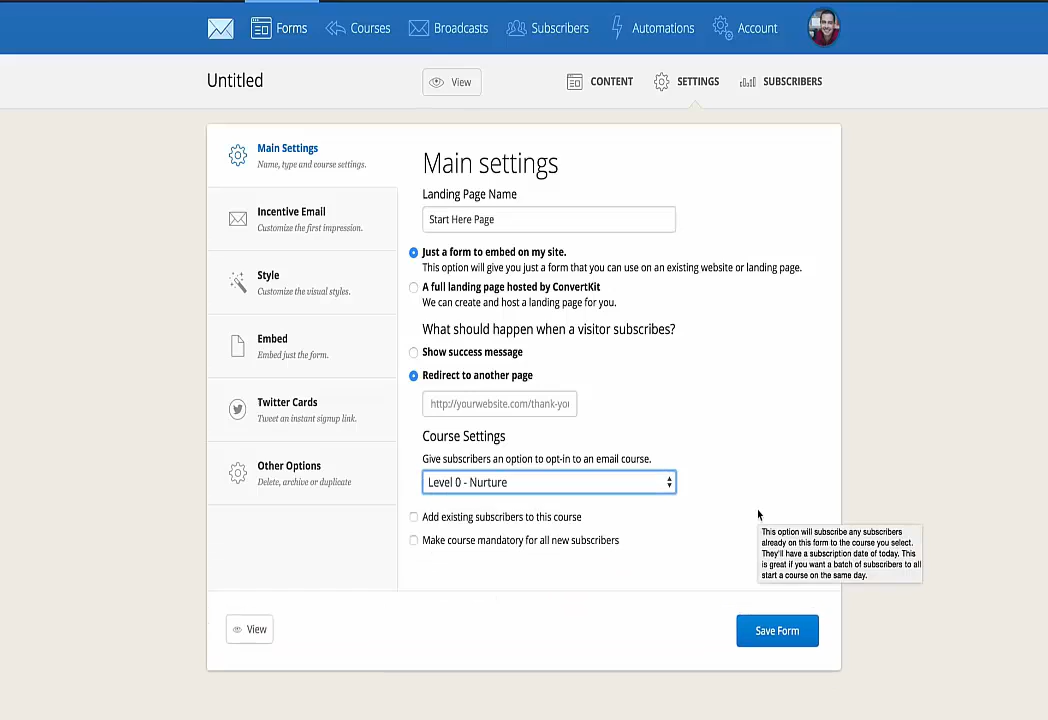 Forms
Courses
Broadcasts
Subscribers
Automations
Account
Untitled
View
CONTENT
SETTINGS
SUBSCRIBERS
Main Settings
Name, type and course settings.
Incentive Email
Customize the first impression.
Style
Customize the visual styles.
Embed
Embed just the form.
Twitter Cards
Tweet an instant signup link.
Other Options
Delete, archive or duplicate
Main settings
Landing Page Name
Start Here Page
Just a form to embed on my site.
This option will give you just a form that you can use on an existing website or landing page.
A full landing page hosted by ConvertKit
We can create and host a landing page for you.
What should happen when a visitor subscribes?
Show success message
Redirect to another page
http://yourwebsite.com/thank-you
Course Settings
Give subscribers an option to opt-in to an email course.
Level 0 - Nurture
Add existing subscribers to this course
Make course mandatory for all new subscribers
This option will subscribe any subscribers
already on this form to the course you select.
They'll have a subscription date of today. This
is great if you want a batch of subscribers to all
start a course on the same day.
View
Save Form